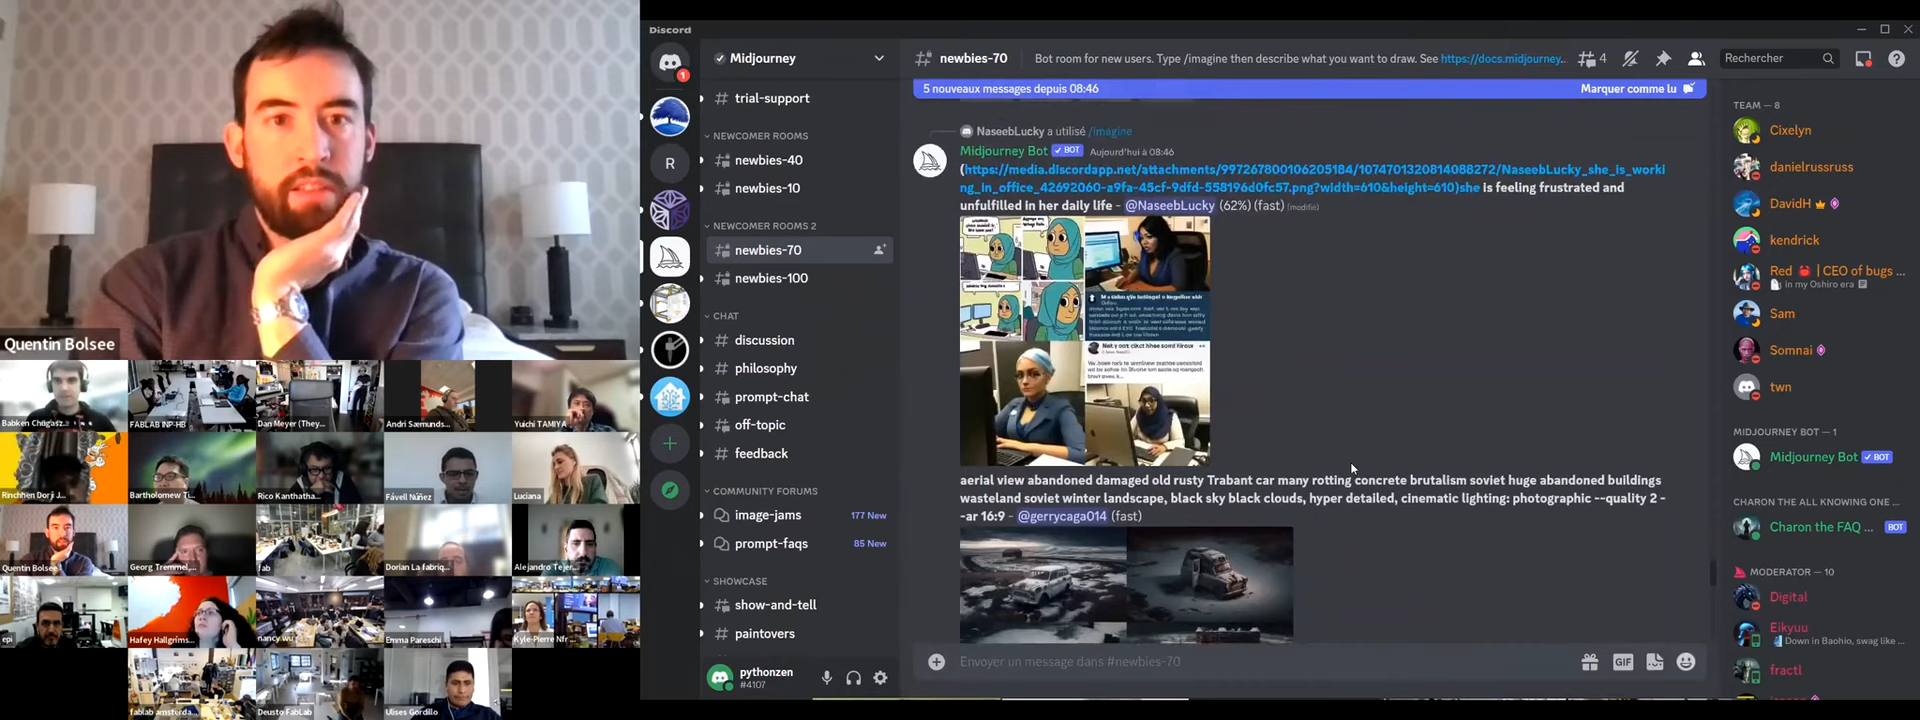 Quentin Bolsee
Babken Chugasz...
FABLAB INP-HB
Dan Meyer (They...
Andri Sæmunds...
Yuichi TAMIYA
Rinchhen Dorji J...
Bartholomew Ti...
Rico Kanthatha...
Fávell Núñez
Luciana
Quentin Bolsee
Georg Tremmel,...
fab
Dorian La fabriq...
Alejandro Tejer...
epi
Hafey Hallgríms...
nancy wu
Emma Pareschi
Kyle-Pierre Nfr...
fablab amsterda...
Deusto FabLab
Ulises Gordillo
Discord
1
R
Midjourney
trial-support
NEWCOMER ROOMS
newbies-40
newbies-10
NEWCOMER ROOMS 2
newbies-70
newbies-100
CHAT
discussion
philosophy
prompt-chat
off-topic
feedback
COMMUNITY FORUMS
image-jams 177 New
prompt-faqs 85 New
SHOWCASE
show-and-tell
paintovers
pythonzen
#4107
newbies-70 Bot room for new users. Type /imagine then describe what you want to draw. See https://docs.midjourney... 4 Rechercher
5 nouveaux messages depuis 08:46 Marquer comme lu
NaseebLucky a utilisé /imagine
Midjourney Bot BOT Aujourd'hui à 08:46
(https://media.discordapp.net/attachments/997267800106205184/1074701320814088272/NaseebLucky_she_is_worki
ng_in_office_42692060-a9fa-45cf-9dfd-558196d0fc57.png?width=610&height=610)she is feeling frustrated and
unfulfilled in her daily life - @NaseebLucky (62%) (fast) (modifié)
aerial view abandoned damaged old rusty Trabant car many rotting concrete brutalism soviet huge abandoned buildings
wasteland soviet winter landscape, black sky black clouds, hyper detailed, cinematic lighting: photographic --quality 2 -
-ar 16:9 - @gerrycaga014 (fast)
Envoyer un message dans #newbies-70
GIF
TEAM — 8
Cixelyn
danielrussruss
DavidH
kendrick
Red | CEO of bugs ...
in my Oshiro era
Sam
Somnai
twn
MIDJOURNEY BOT — 1
Midjourney Bot BOT
CHARON THE ALL KNOWING ONE ...
Charon the FAQ ... BOT
MODERATOR — 10
Digital
Eikyuu
Down in Baohio, swag like ...
fractl